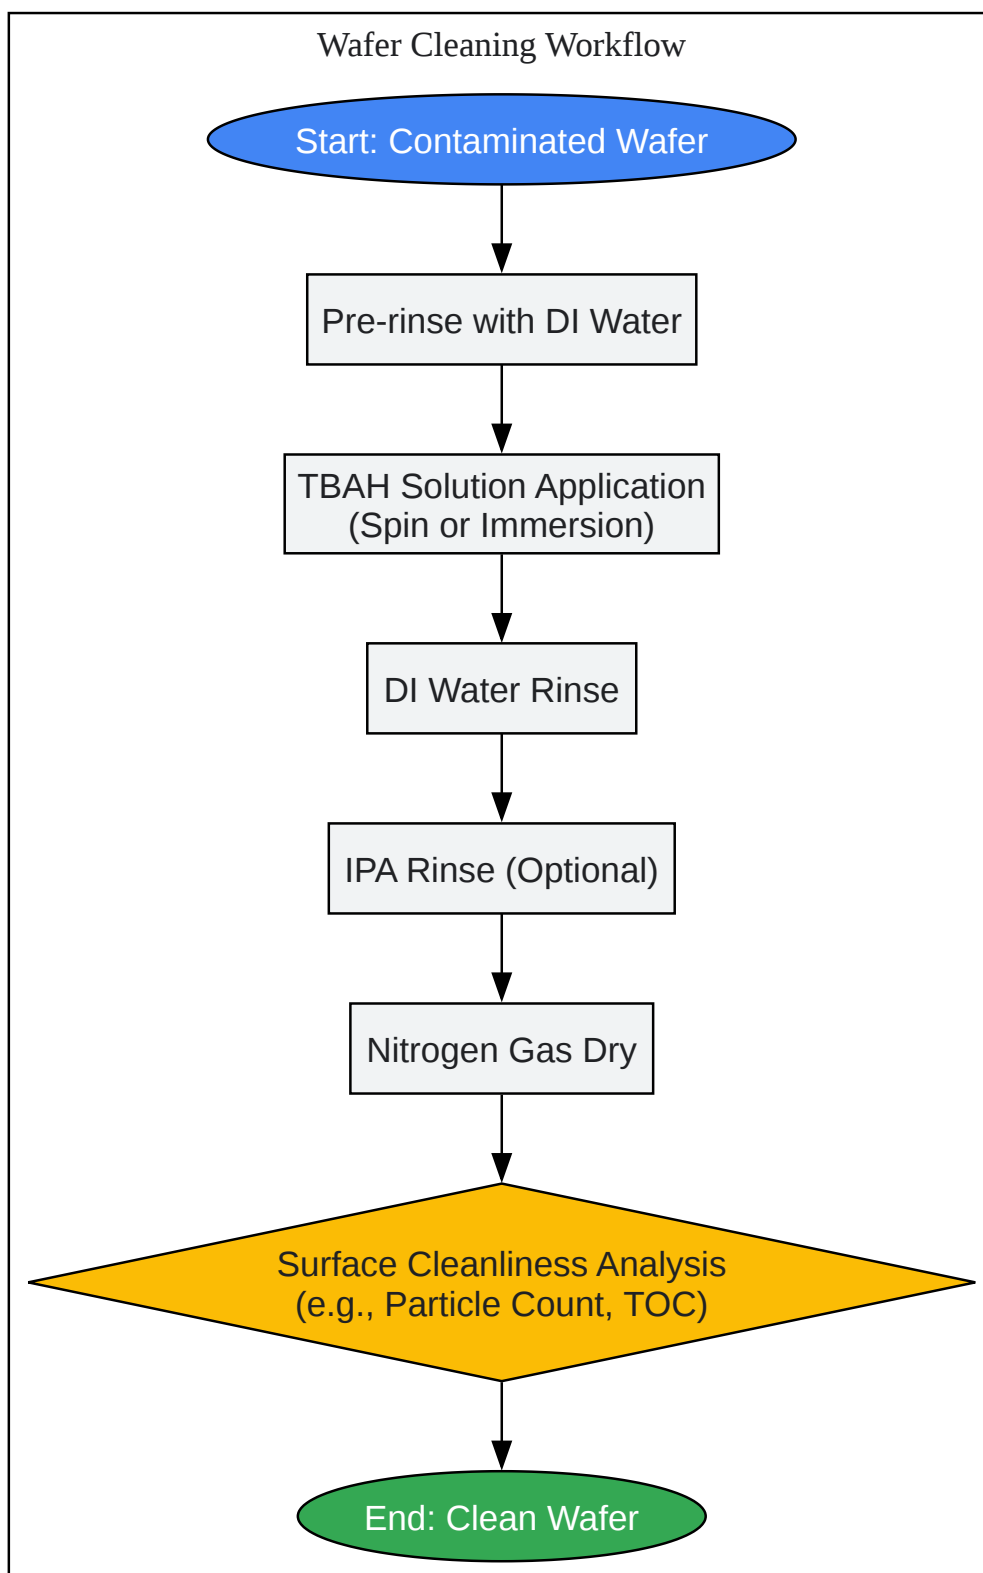 Wafer Cleaning Workflow
Start: Contaminated Wafer
Pre-rinse with DI Water
TBAH Solution Application
(Spin or Immersion)
DI Water Rinse
IPA Rinse (Optional)
Nitrogen Gas Dry
Surface Cleanliness Analysis
(e.g., Particle Count, TOC)
End: Clean Wafer